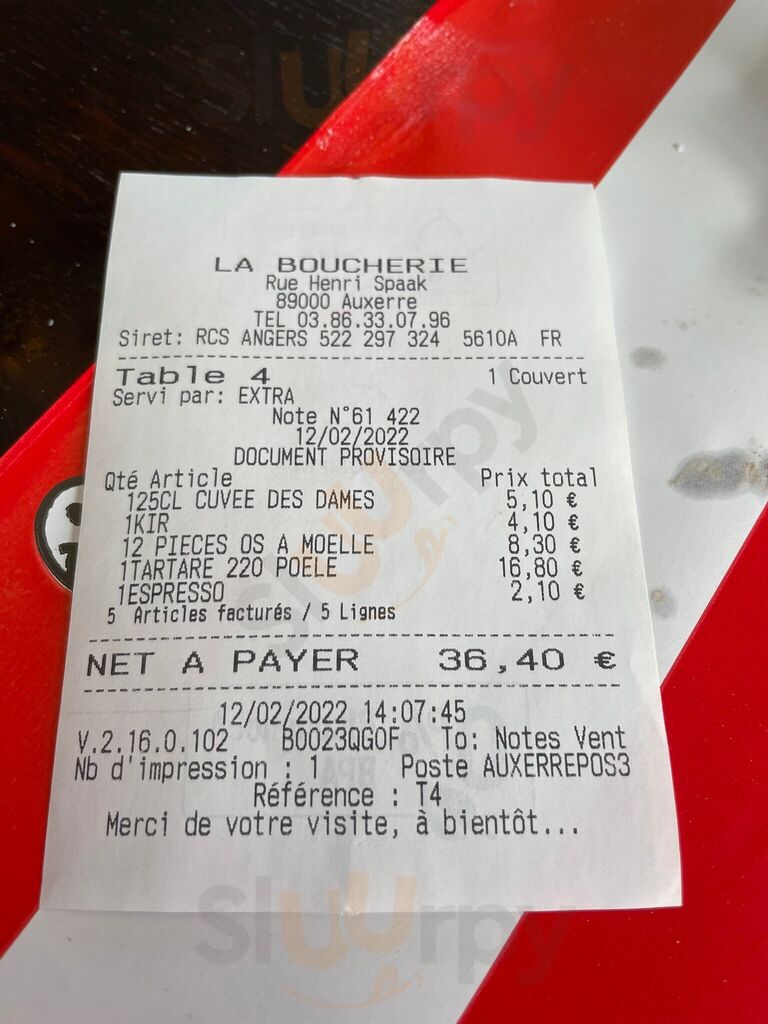 Sluurpy
LA BOUCHERIE
Rue Henri Spaak
89000 Auxerre
TEL 03.86.33.07.96
Siret: RCS ANGERS 522 297 324 5610A FR
Table 4 1 Couvert
Servi par: EXTRA
Note N°61 422
12/02/2022
DOCUMENT PROVISOIRE
Qté Article Prix total
125CL CUVEE DES DAMES 5,10 €
1KIR 4,10 €
12 PIECES OS A MOELLE 8,30 €
1TARTARE 220 POELE 16,80 €
1ESPRESSO 2,10 €
5 Articles facturés / 5 Lignes
Sluurpy
NET A PAYER 36,40 €
12/02/2022 14:07:45
V.2.16.0.102 B0023QGOF To: Notes Vent
Nb d'impression : 1 Poste AUXERREPOS3
Référence : T4
Merci de votre visite, à bientôt...
Sluurpy